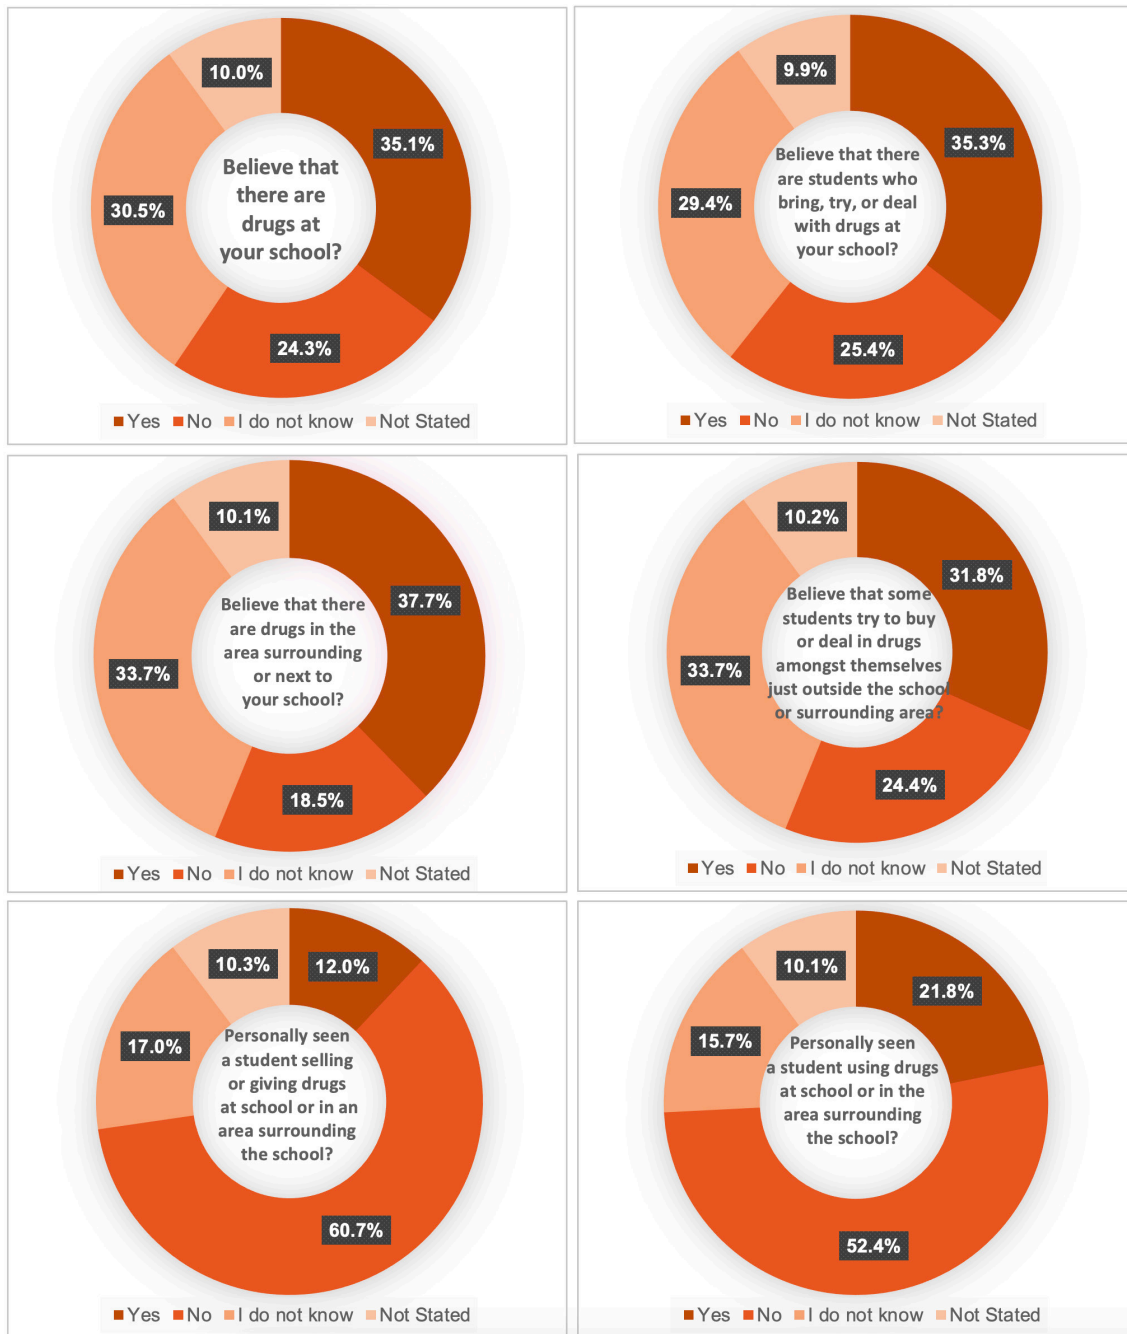 10.0%
35.1%
Believe that
there are
drugs at
your school?
30.5%
24.3%
Yes No I do not know Not Stated
9.9%
35.3%
Believe that there
are students who
bring, try, or deal
with drugs at
your school?
29.4%
25.4%
Yes No I do not know Not Stated
10.1%
37.7%
Believe that there
are drugs in the
area surrounding
or next to
your school?
33.7%
18.5%
Yes No I do not know Not Stated
10.2%
31.8%
Believe that some
students try to buy
or deal in drugs
amongst themselves
just outside the school
or surrounding area?
33.7%
24.4%
Yes No I do not know Not Stated
10.3%
12.0%
Personally seen
a student selling
or giving drugs
at school or in an
area surrounding
the school?
17.0%
60.7%
Yes No I do not know Not Stated
10.1%
21.8%
Personally seen
a student using drugs
at school or in the
area surrounding
the school?
15.7%
52.4%
Yes No I do not know Not Stated